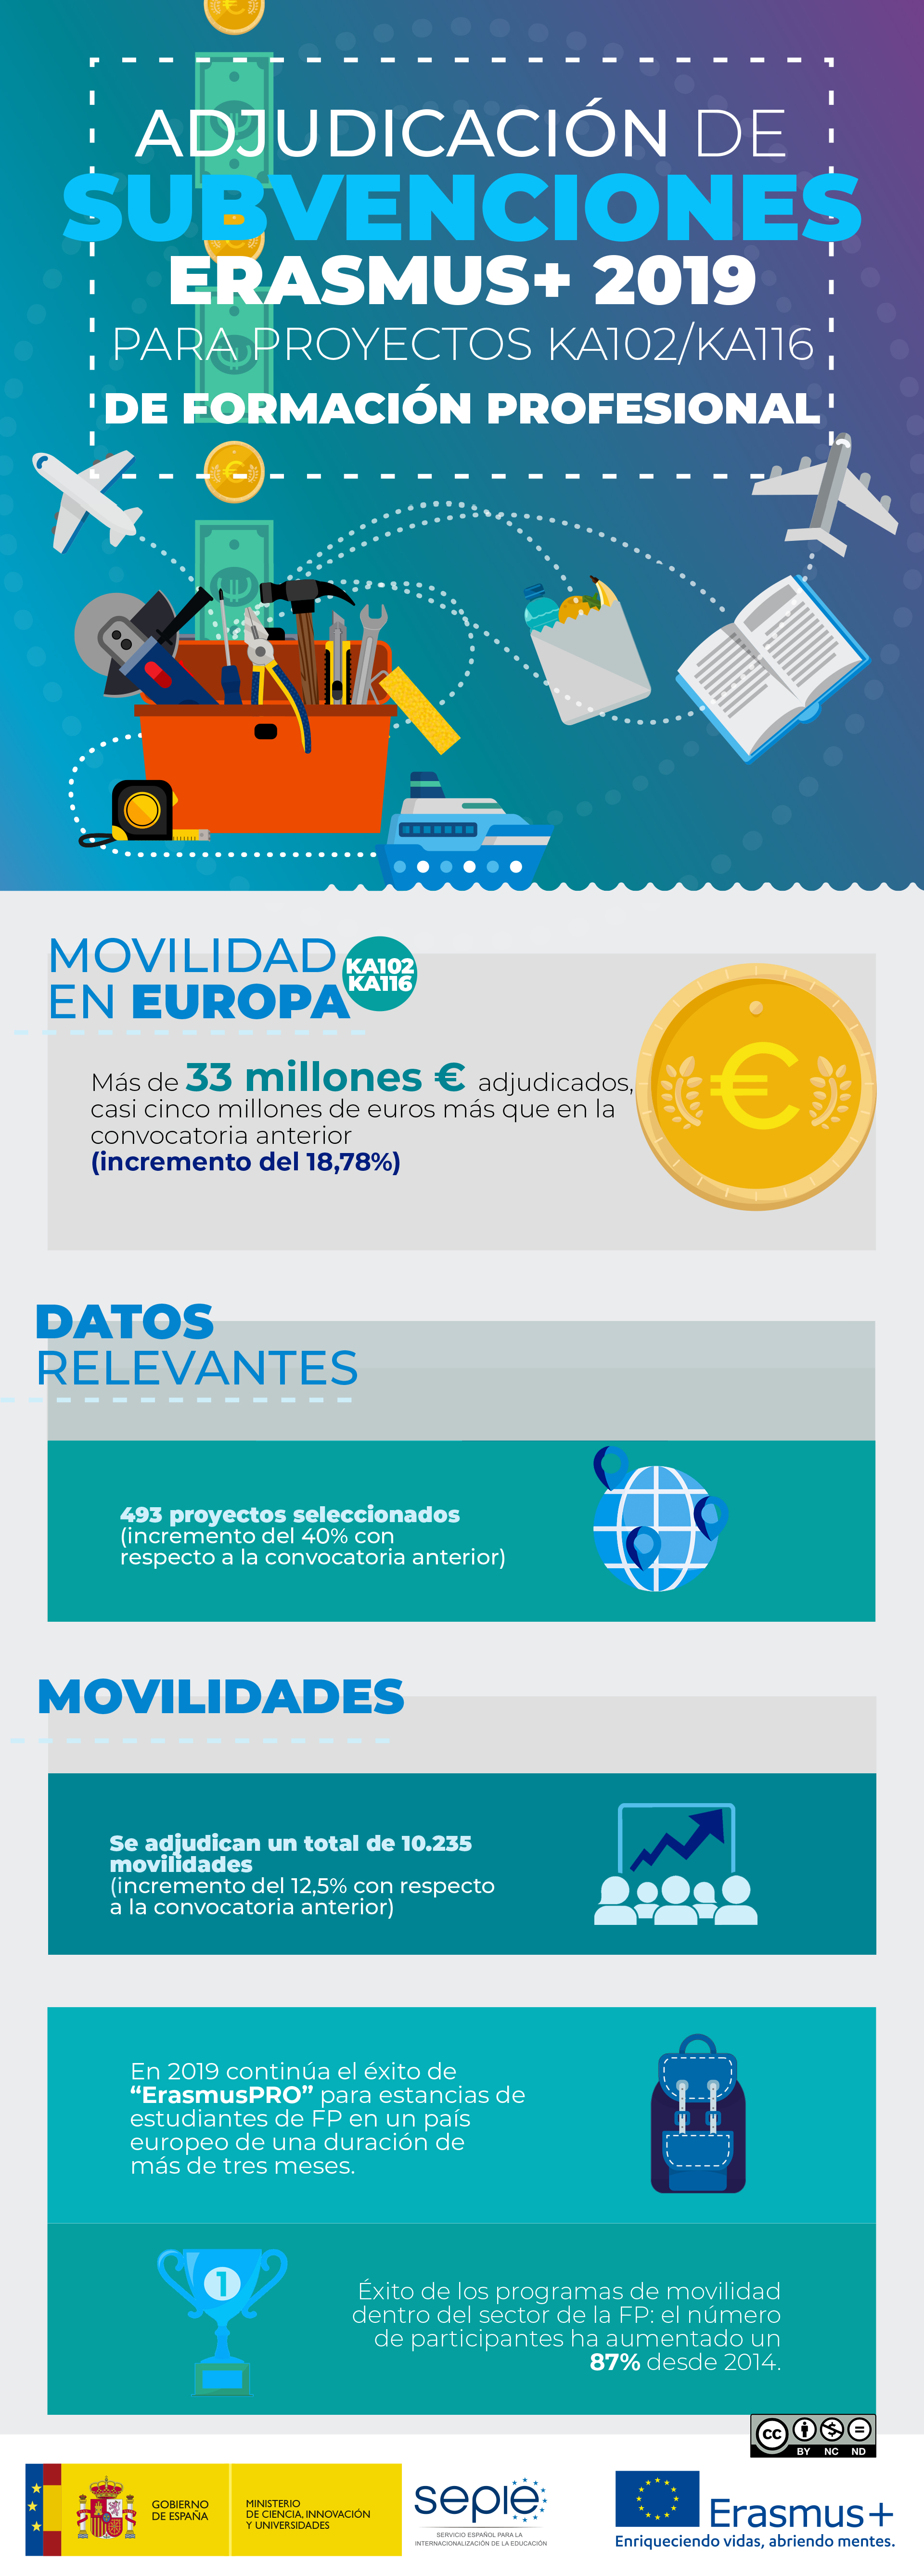 ADJUDICACIÓN DE
SUBVENCIONES
ERASMUS+ 2019
PARA PROYECTOS KA102/KA116
DE FORMACIÓN PROFESIONAL
MOVILIDAD
EN EUROPA
KA102
KA116
Más de 33 millones € adjudicados,
casi cinco millones de euros más que en la
convocatoria anterior
(incremento del 18,78%)
DATOS
RELEVANTES
493 proyectos seleccionados
(incremento del 40% con
respecto a la convocatoria anterior)
MOVILIDADES
Se adjudican un total de 10.235
movilidades
(incremento del 12,5% con respecto
a la convocatoria anterior)
En 2019 continúa el éxito de
“ErasmusPRO” para estancias de
estudiantes de FP en un país
europeo de una duración de
más de tres meses.
1
Éxito de los programas de movilidad
dentro del sector de la FP: el número
de participantes ha aumentado un
87% desde 2014.
cc
BY NC ND
GOBIERNO
DE ESPAÑA
MINISTERIO
DE CIENCIA, INNOVACIÓN
Y UNIVERSIDADES
sepie
SERVICIO ESPAÑOL PARA LA
INTERNACIONALIZACIÓN DE LA EDUCACIÓN
Erasmus+
Enriqueciendo vidas, abriendo mentes.